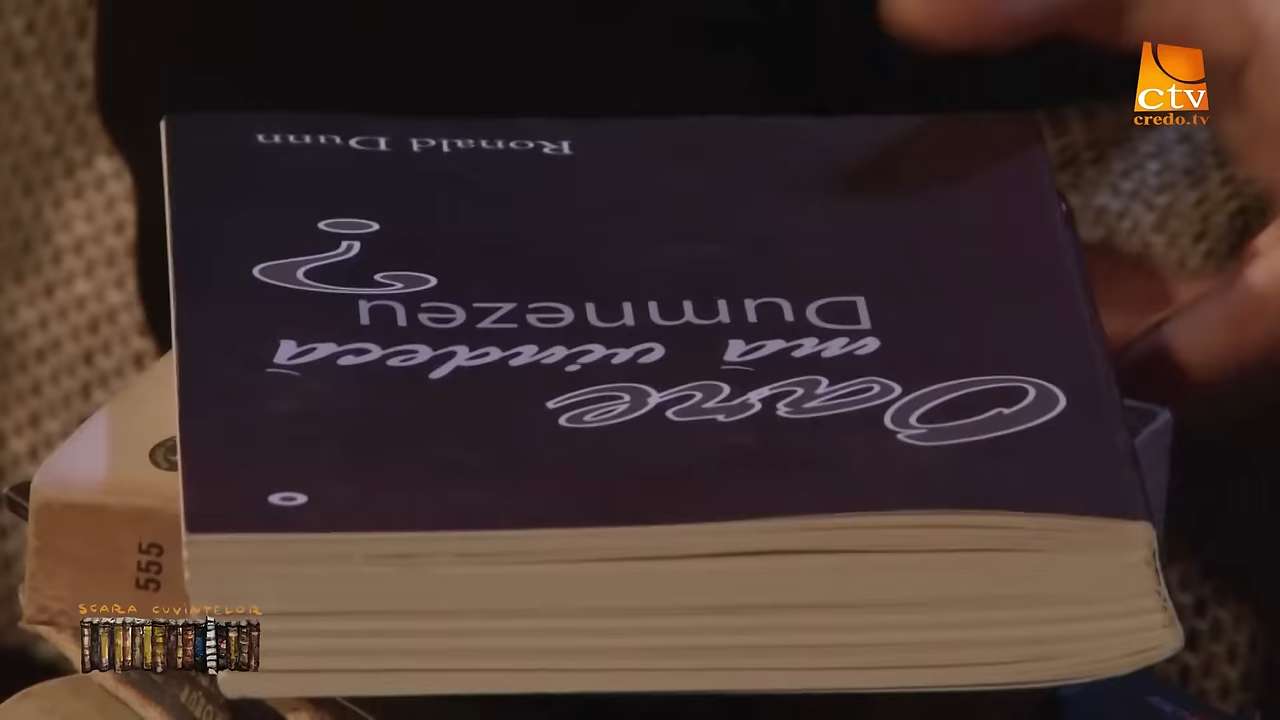 Ronald Dunn
Oare
mă vindecă
Dumnezeu
?
555
ctv
credo.tv
SCARA CUVINTELOR